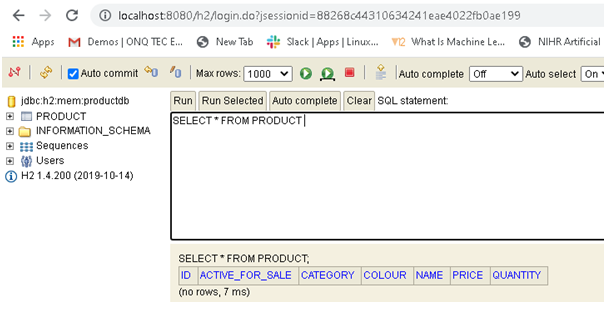 localhost:8080/h2/login.do?jsessionid=88268c44310634241eae4022fb0ae199
Apps Demos | ONQ TEC E... New Tab Slack | Apps | Linux... V12 What Is Machine Le... NIHR Artificial
Auto commit Max rows: 1000 Auto complete Off Auto select On
jdbc:h2:mem:productdb
PRODUCT
INFORMATION_SCHEMA
Sequences
Users
H2 1.4.200 (2019-10-14)
Run Run Selected Auto complete Clear SQL statement:
SELECT * FROM PRODUCT
SELECT * FROM PRODUCT;
ID ACTIVE_FOR_SALE CATEGORY COLOUR NAME PRICE QUANTITY
(no rows, 7 ms)